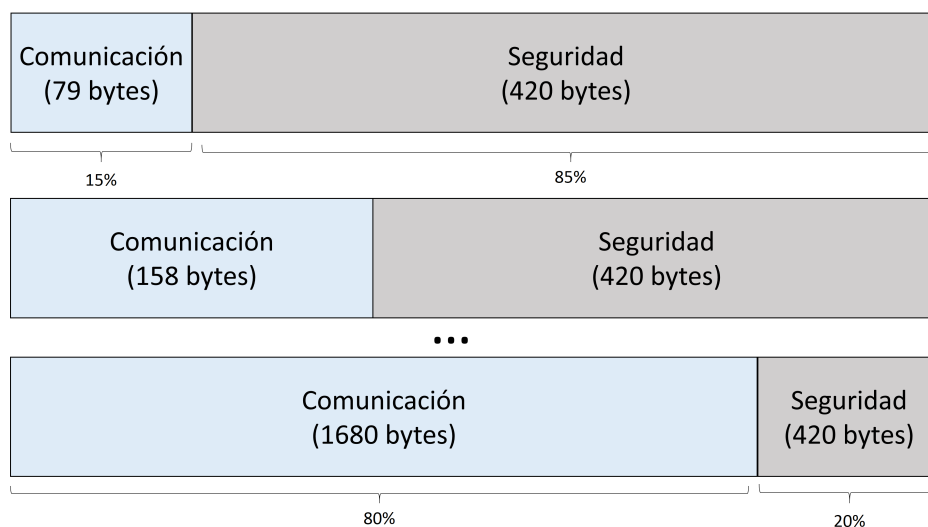 Comunicación
(79 bytes)
Seguridad
(420 bytes)
15%
85%
Comunicación
(158 bytes)
Seguridad
(420 bytes)
...
Comunicación
(1680 bytes)
Seguridad
(420 bytes)
80%
20%